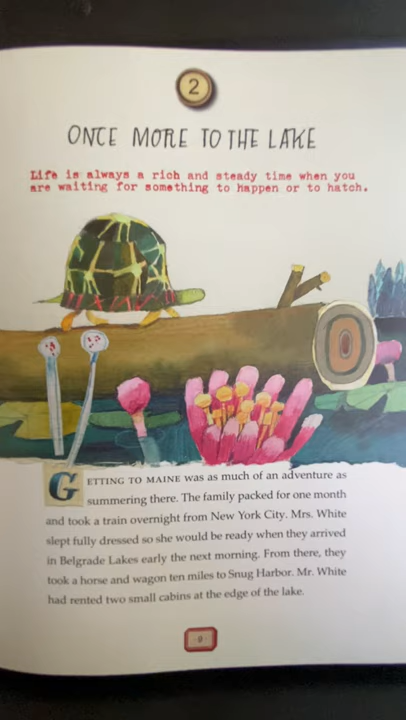 2
ONCE MORE TO THE LAKE
Life is always a rich and steady time when you
are waiting for something to happen or to hatch.
GETTING TO MAINE was as much of an adventure as
summering there. The family packed for one month
and took a train overnight from New York City. Mrs. White
slept fully dressed so she would be ready when they arrived
in Belgrade Lakes early the next morning. From there, they
took a horse and wagon ten miles to Snug Harbor. Mr. White
had rented two small cabins at the edge of the lake.